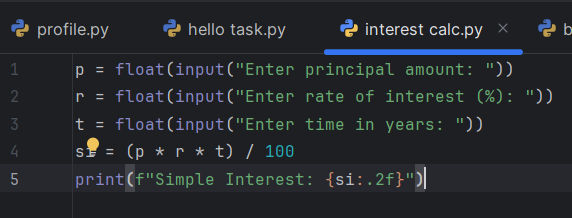 profile.py hello task.py interest calc.py b
1 p = float(input("Enter principal amount: "))
2 r = float(input("Enter rate of interest (%): "))
3 t = float(input("Enter time in years: "))
4 si = (p * r * t) / 100
5 print(f"Simple Interest: {si:.2f}")